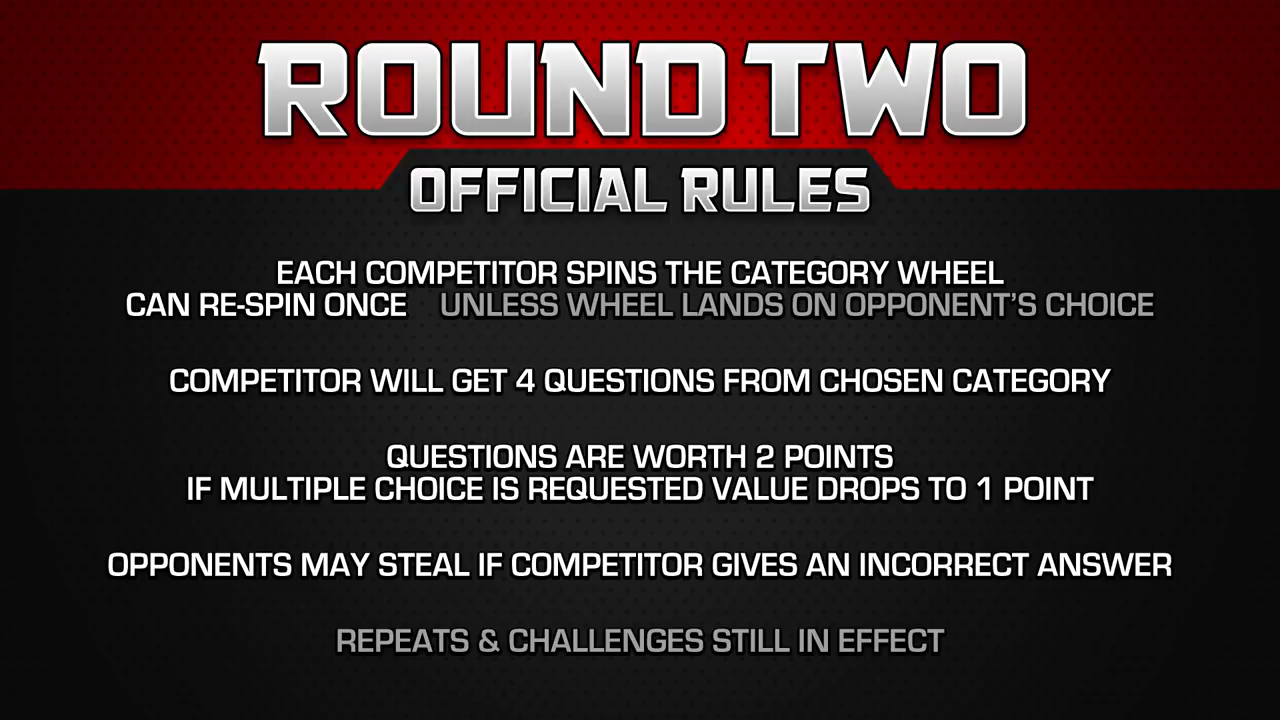 ROUND TWO
OFFICIAL RULES
EACH COMPETITOR SPINS THE CATEGORY WHEEL
CAN RE-SPIN ONCE UNLESS WHEEL LANDS ON OPPONENT'S CHOICE
COMPETITOR WILL GET 4 QUESTIONS FROM CHOSEN CATEGORY
QUESTIONS ARE WORTH 2 POINTS
IF MULTIPLE CHOICE IS REQUESTED VALUE DROPS TO 1 POINT
OPPONENTS MAY STEAL IF COMPETITOR GIVES AN INCORRECT ANSWER
REPEATS & CHALLENGES STILL IN EFFECT